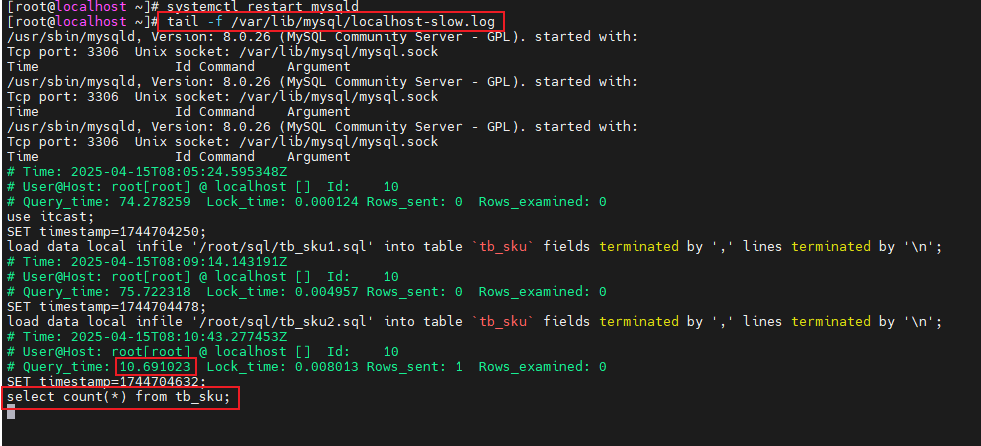 [root@localhost ~]# systemctl restart mysqld
[root@localhost ~]# tail -f /var/lib/mysql/localhost-slow.log
/usr/sbin/mysqld, Version: 8.0.26 (MySQL Community Server - GPL). started with:
Tcp port: 3306  Unix socket: /var/lib/mysql/mysql.sock
Time                 Id Command    Argument
/usr/sbin/mysqld, Version: 8.0.26 (MySQL Community Server - GPL). started with:
Tcp port: 3306  Unix socket: /var/lib/mysql/mysql.sock
Time                 Id Command    Argument
/usr/sbin/mysqld, Version: 8.0.26 (MySQL Community Server - GPL). started with:
Tcp port: 3306  Unix socket: /var/lib/mysql/mysql.sock
Time                 Id Command    Argument
# Time: 2025-04-15T08:05:24.595348Z
# User@Host: root[root] @ localhost []  Id:    10
# Query_time: 74.278259  Lock_time: 0.000124 Rows_sent: 0  Rows_examined: 0
use itcast;
SET timestamp=1744704250;
load data local infile '/root/sql/tb_sku1.sql' into table `tb_sku` fields terminated by ',' lines terminated by '\n';
# Time: 2025-04-15T08:09:14.143191Z
# User@Host: root[root] @ localhost []  Id:    10
# Query_time: 75.722318  Lock_time: 0.004957 Rows_sent: 0  Rows_examined: 0
SET timestamp=1744704478;
load data local infile '/root/sql/tb_sku2.sql' into table `tb_sku` fields terminated by ',' lines terminated by '\n';
# Time: 2025-04-15T08:10:43.277453Z
# User@Host: root[root] @ localhost []  Id:    10
# Query_time: 10.691023  Lock_time: 0.008013 Rows_sent: 1  Rows_examined: 0
SET timestamp=1744704632;
select count(*) from tb_sku;